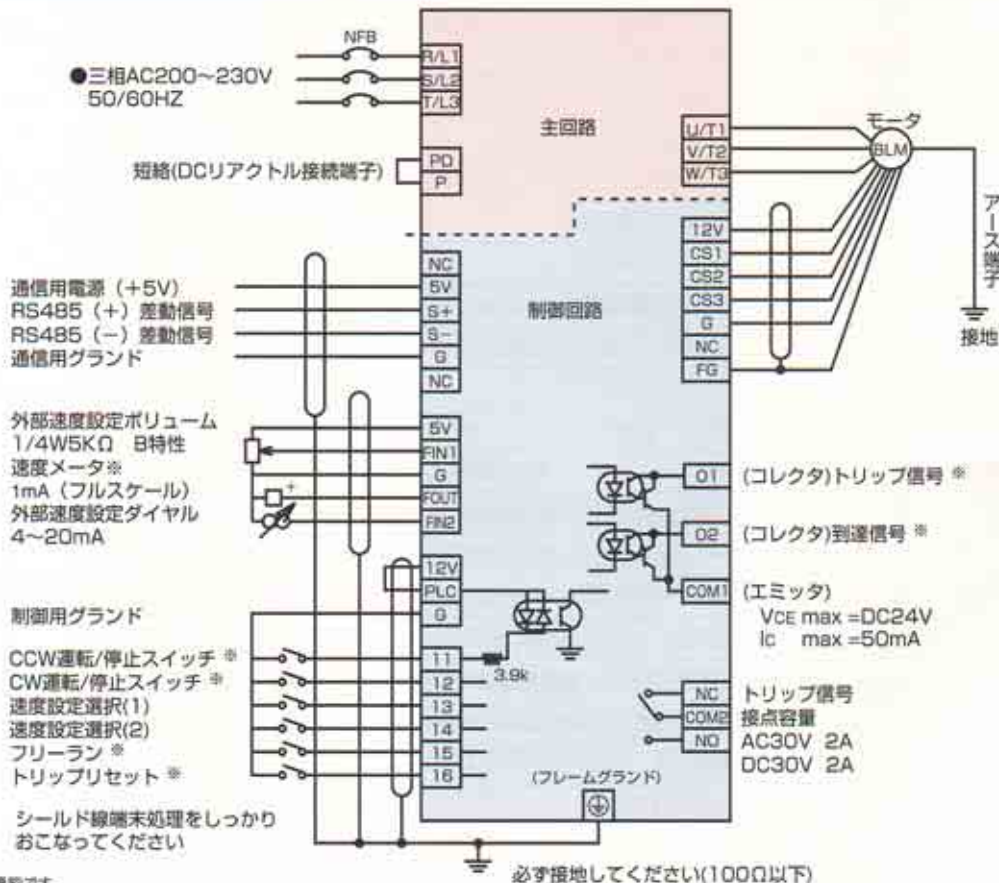 NFB
●三相AC200～230V
50/60HZ
R/L1
S/L2
T/L3
主回路
短絡(DCリアクトル接続端子)
PD
P
U/T1
V/T2
W/T3
モータ
BLM
アース端子
接地
制御回路
12V
CS1
CS2
CS3
G
NC
FG
NC
5V
S+
S−
G
NC
通信用電源（+5V）
RS485（+）差動信号
RS485（−）差動信号
通信用グランド
外部速度設定ボリューム
1/4W5KΩ B特性
速度メータ※
1mA（フルスケール）
外部速度設定ダイヤル
4～20mA
+
5V
FIN1
G
FOUT
FIN2
12V
PLC
G
制御用グランド
CCW運転/停止スイッチ※
CW運転/停止スイッチ※
速度設定選択(1)
速度設定選択(2)
フリーラン※
トリップリセット※
11
12
13
14
15
16
3.9k
01
(コレクタ)トリップ信号※
02
(コレクタ)到達信号※
COM1
(エミッタ)
VCE max =DC24V
Ic max =50mA
NC
COM2
NO
トリップ信号
接点容量
AC30V 2A
DC30V 2A
(フレームグランド)
シールド線端末処理をしっかり
おこなってください
必ず接地してください(100Ω以下)